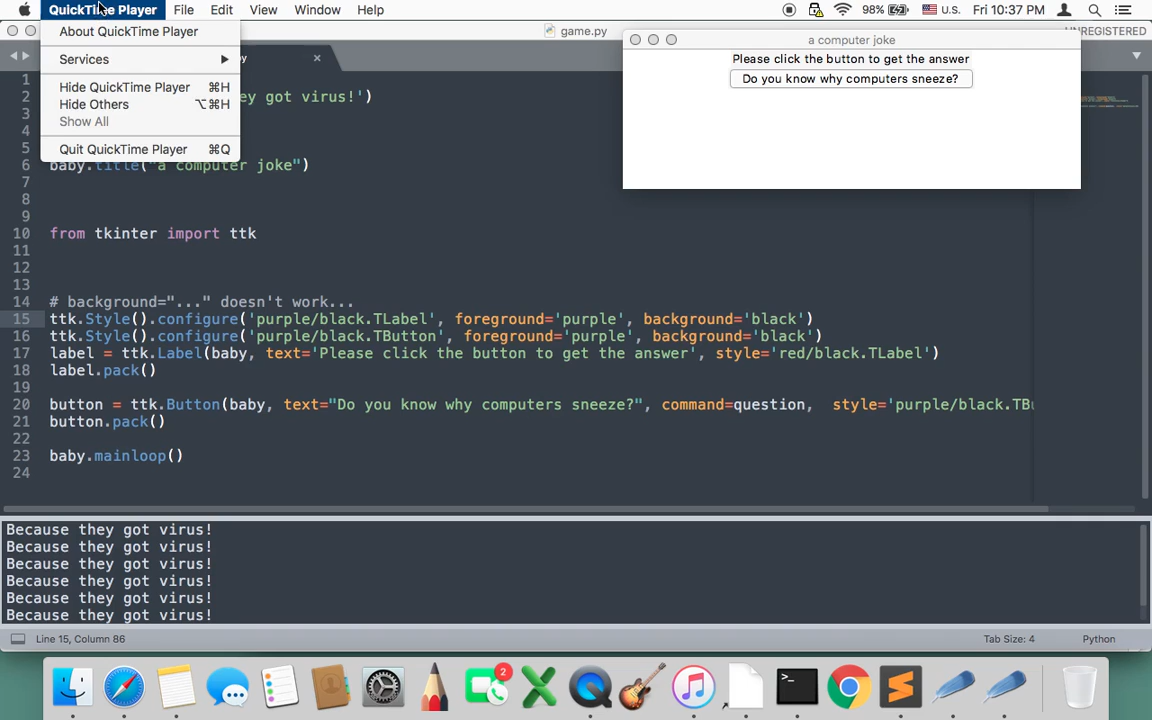 QuickTime Player File Edit View Window Help 98% U.S. Fri 10:37 PM
About QuickTime Player
Services
Hide QuickTime Player ⌘H
Hide Others ⌥⌘H
Show All
Quit QuickTime Player ⌘Q
game.py
a computer joke
Please click the button to get the answer
Do you know why computers sneeze?
1
2 ey got virus!')
3
4
5
6 baby.title("a computer joke")
7
8
9
10 from tkinter import ttk
11
12
13
14 # background="..." doesn't work...
15 ttk.Style().configure('purple/black.TLabel', foreground='purple', background='black')
16 ttk.Style().configure('purple/black.TButton', foreground='purple', background='black')
17 label = ttk.Label(baby, text='Please click the button to get the answer', style='red/black.TLabel')
18 label.pack()
19
20 button = ttk.Button(baby, text="Do you know why computers sneeze?", command=question, style='purple/black.TB
21 button.pack()
22
23 baby.mainloop()
24
Because they got virus!
Because they got virus!
Because they got virus!
Because they got virus!
Because they got virus!
Because they got virus!
Line 15, Column 86 Tab Size: 4 Python
2